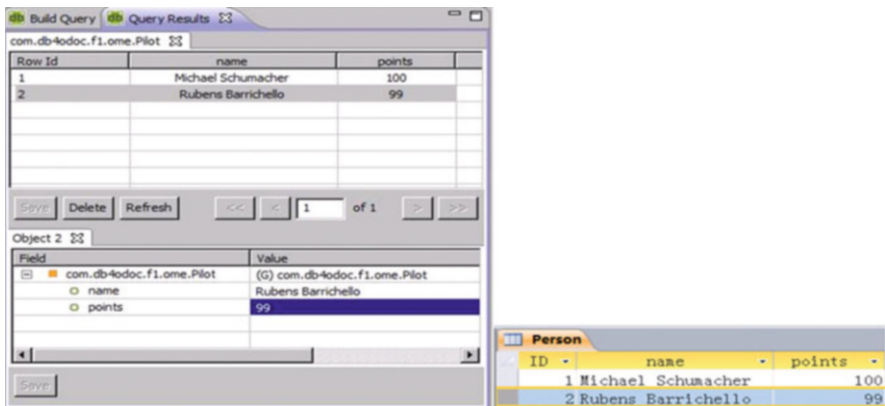 Build Query Query Results
com.db4odoc.f1.ome.Pilot
Row Id name points
1 Michael Schumacher 100
2 Rubens Barrichello 99
Save Delete Refresh << < 1 of 1 > >>
Object 2
Field Value
com.db4odoc.f1.ome.Pilot (G) com.db4odoc.f1.ome.Pilot
name Rubens Barrichello
points 99
Save
Person
ID name points
1 Michael Schumacher 100
2 Rubens Barrichello 99